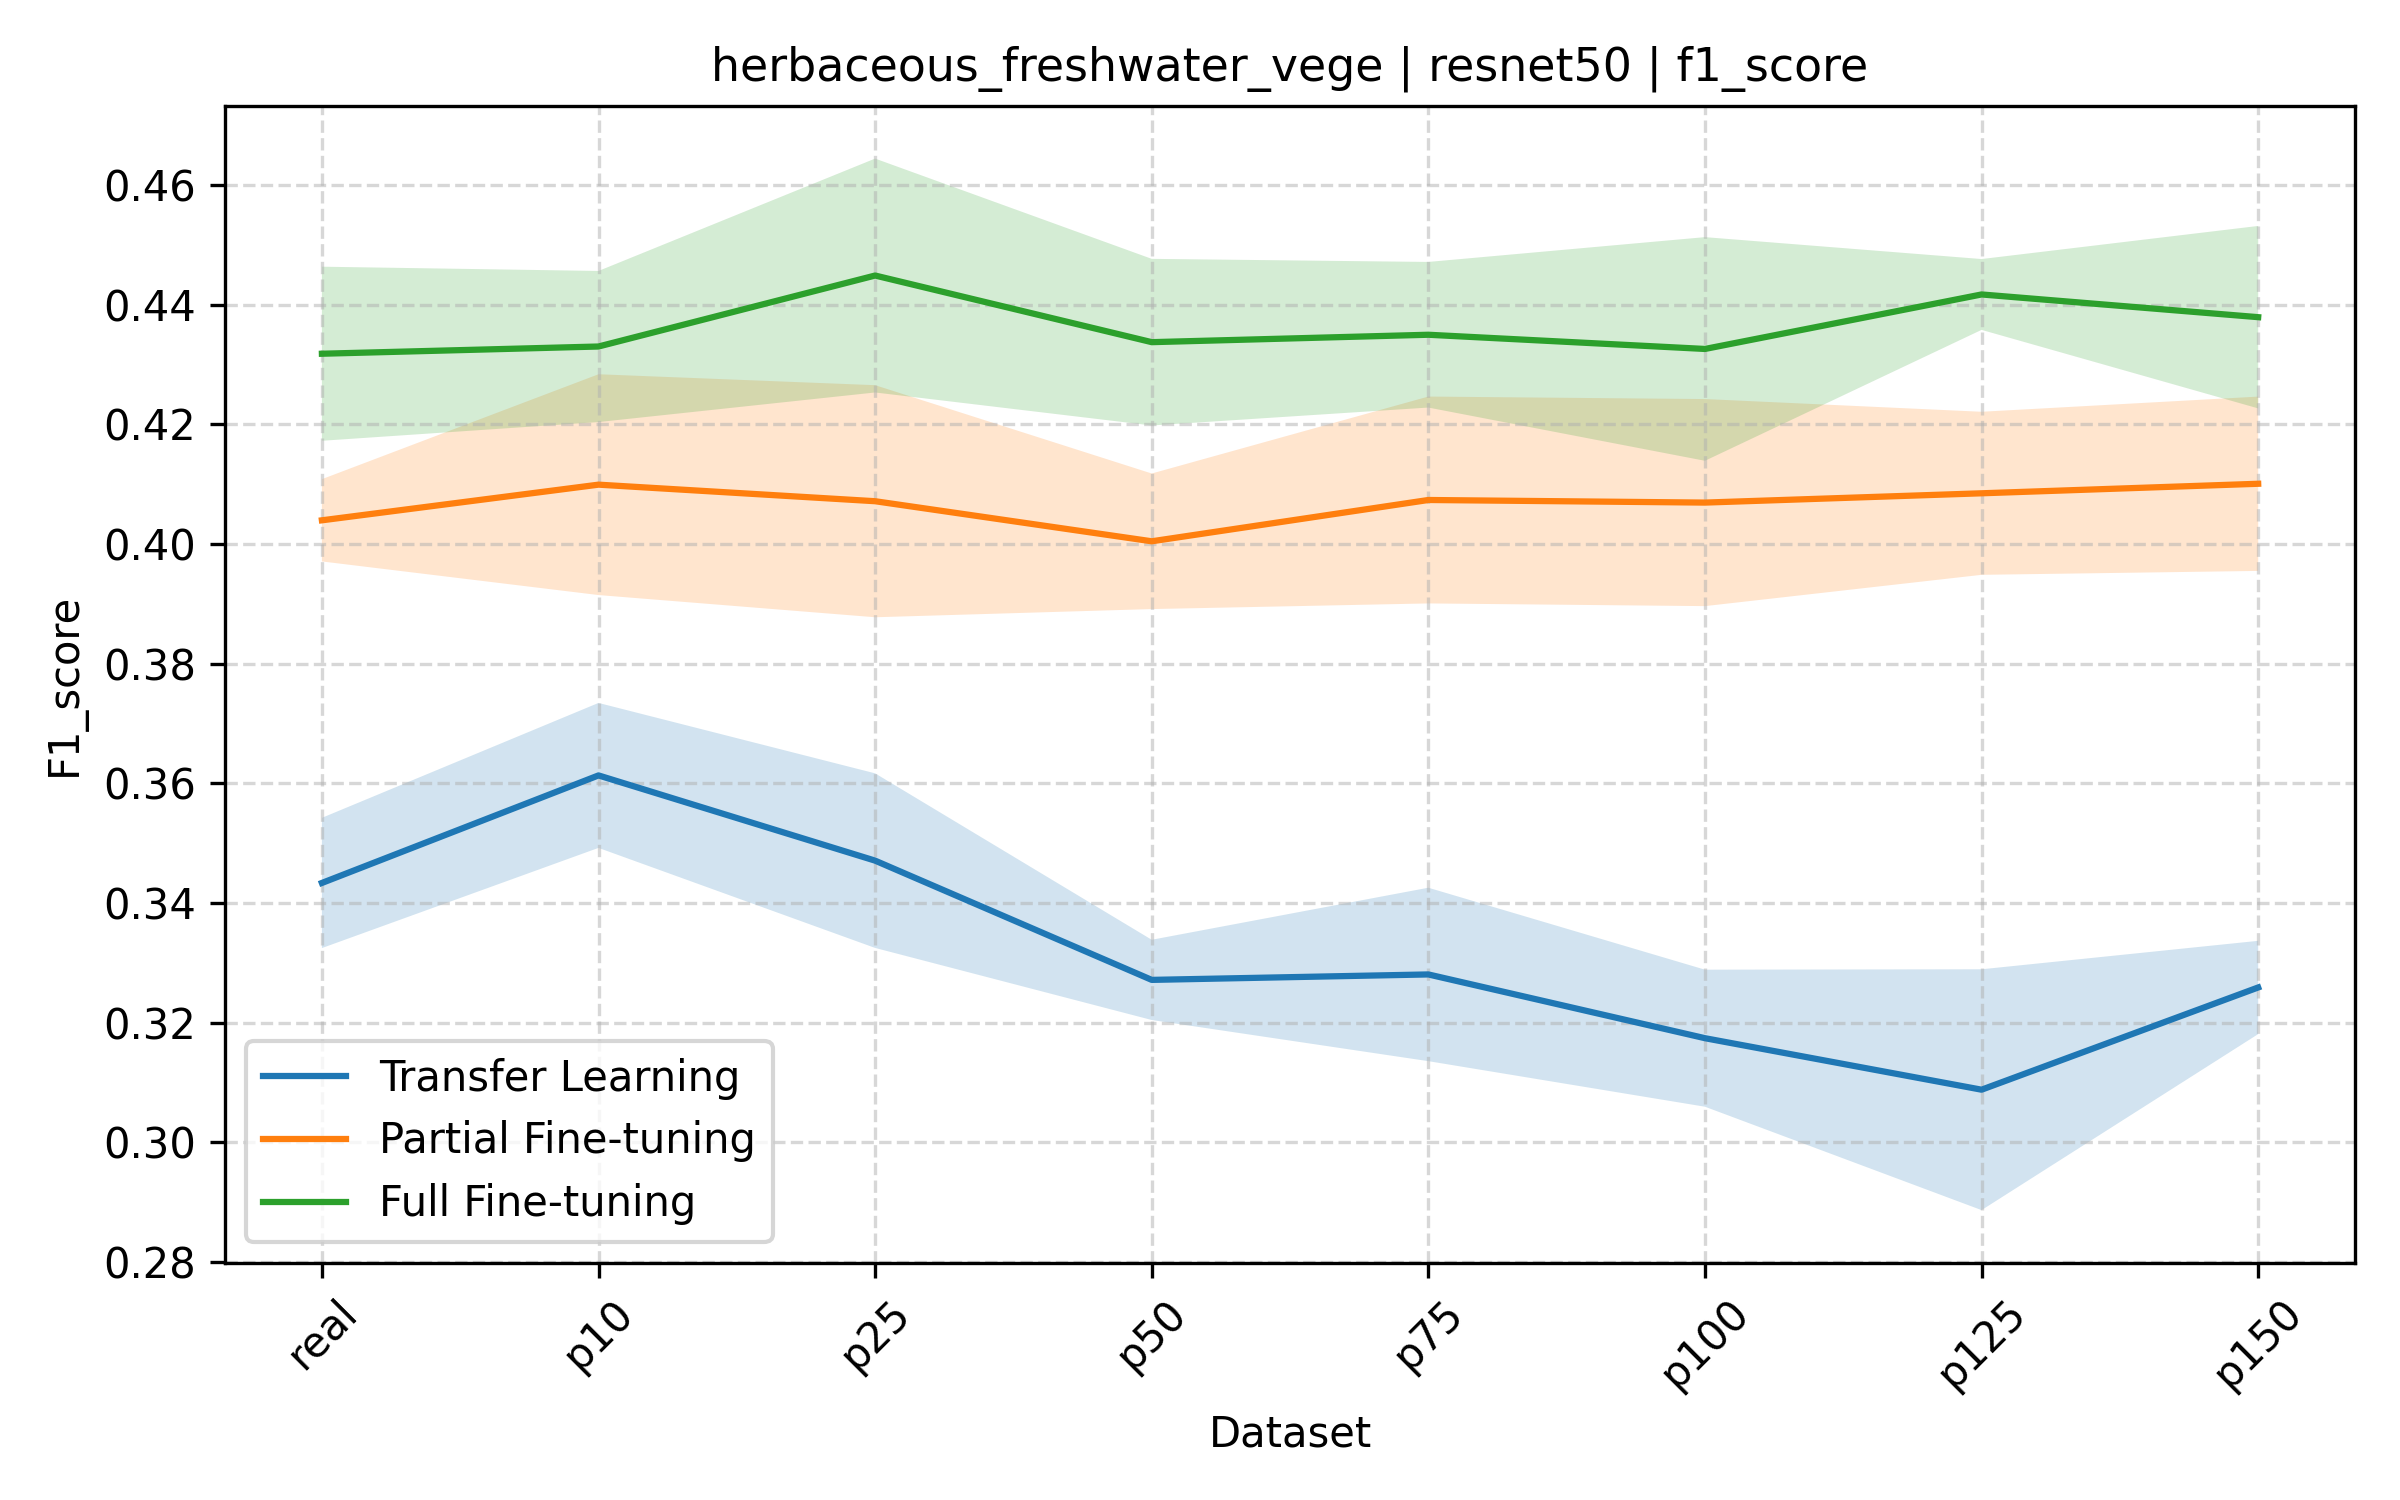 herbaceous_freshwater_vege | resnet50 | f1_score
F1_score
0.46
0.44
0.42
0.40
0.38
0.36
0.34
0.32
0.30
0.28
Transfer Learning
Partial Fine-tuning
Full Fine-tuning
real
p10
p25
p50
p75
p100
p125
p150
Dataset